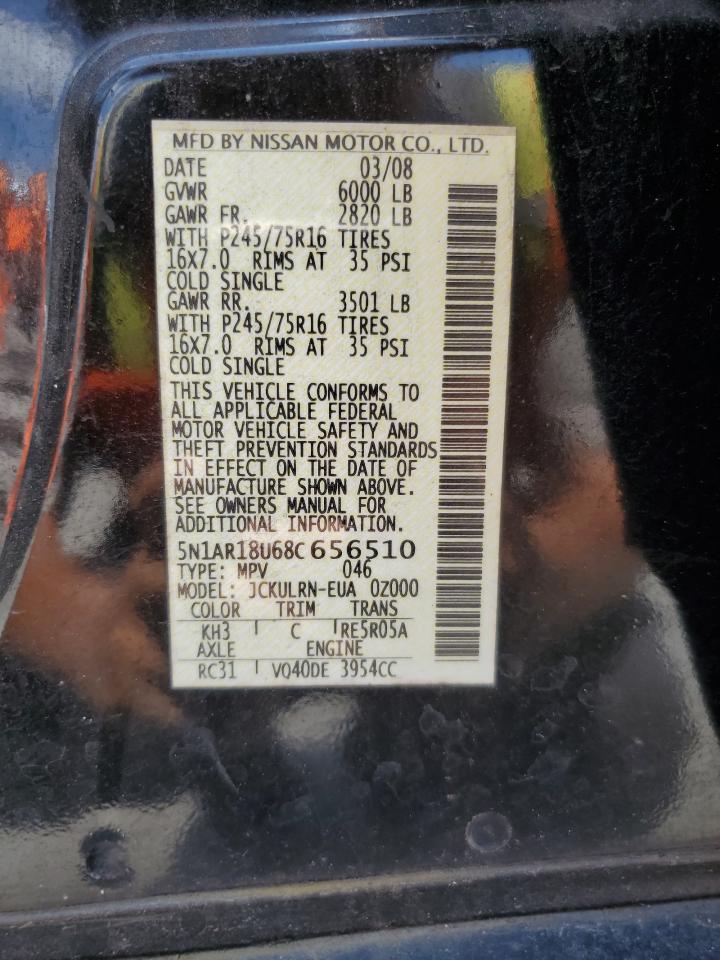 MFD BY NISSAN MOTOR CO., LTD.
DATE 03/08
GVWR 6000 LB
GAWR FR. 2820 LB
WITH P245/75R16 TIRES
16X7.0 RIMS AT 35 PSI
COLD SINGLE
GAWR RR. 3501 LB
WITH P245/75R16 TIRES
16X7.0 RIMS AT 35 PSI
COLD SINGLE
THIS VEHICLE CONFORMS TO
ALL APPLICABLE FEDERAL
MOTOR VEHICLE SAFETY AND
THEFT PREVENTION STANDARDS
IN EFFECT ON THE DATE OF
MANUFACTURE SHOWN ABOVE.
SEE OWNERS MANUAL FOR
ADDITIONAL INFORMATION.
5N1AR18U68C656510
TYPE: MPV 046
MODEL: JCKULRN-EUA 0Z000
COLOR TRIM TRANS
KH3 C RE5R05A
AXLE ENGINE
RC31 VQ40DE 3954CC